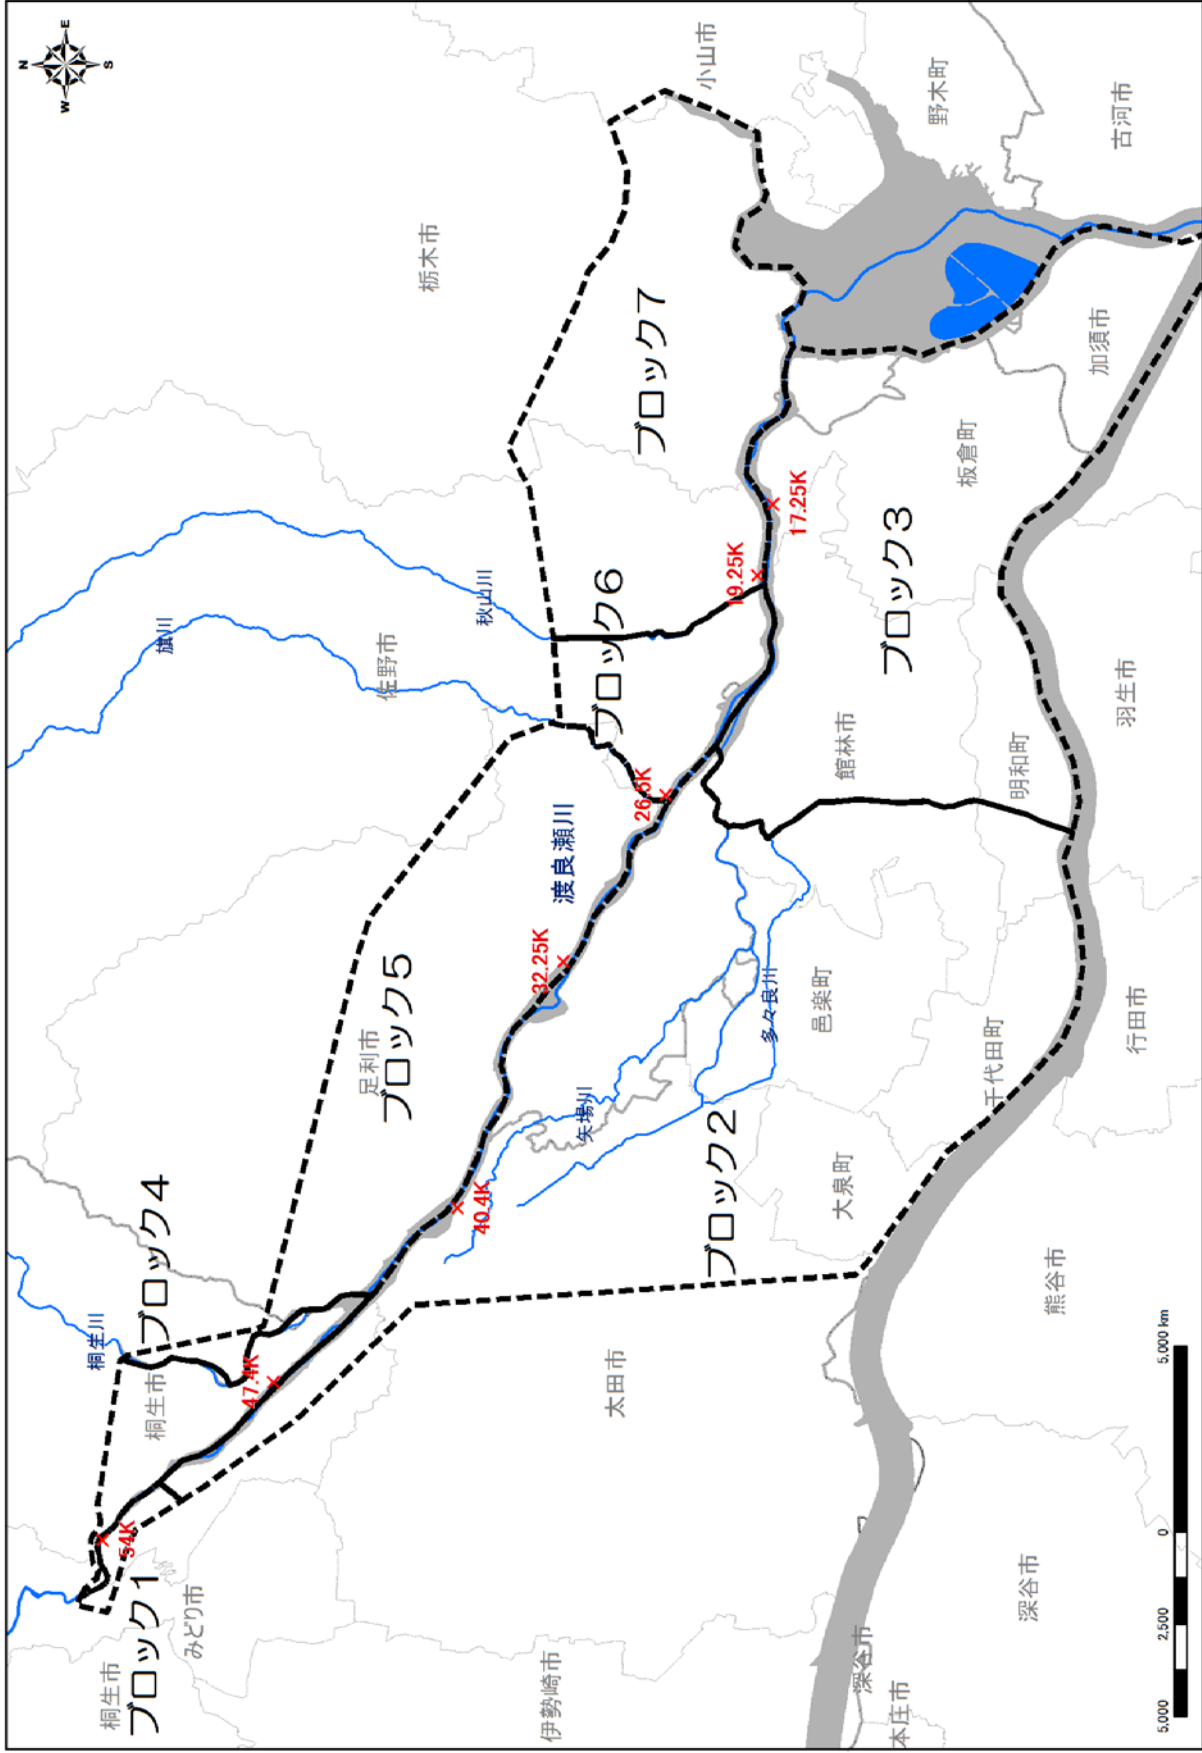 N
W
E
S
栃木市
小山市
野木町
古河市
ブロック7
加須市
板倉町
旗川
秋山川
佐野市
17.25K
19.25K
ブロック6
ブロック3
館林市
明和町
羽生市
26.5K
渡良瀬川
32.25K
足利市
ブロック5
矢場川
多々良川
邑楽町
千代田町
行田市
ブロック2
大泉町
40.4K
ブロック4
桐生川
桐生市
47.4K
太田市
熊谷市
54K
ブロック1
桐生市
みどり市
伊勢崎市
深谷市
深谷市
本庄市
5,000
2,500
0
5,000 km